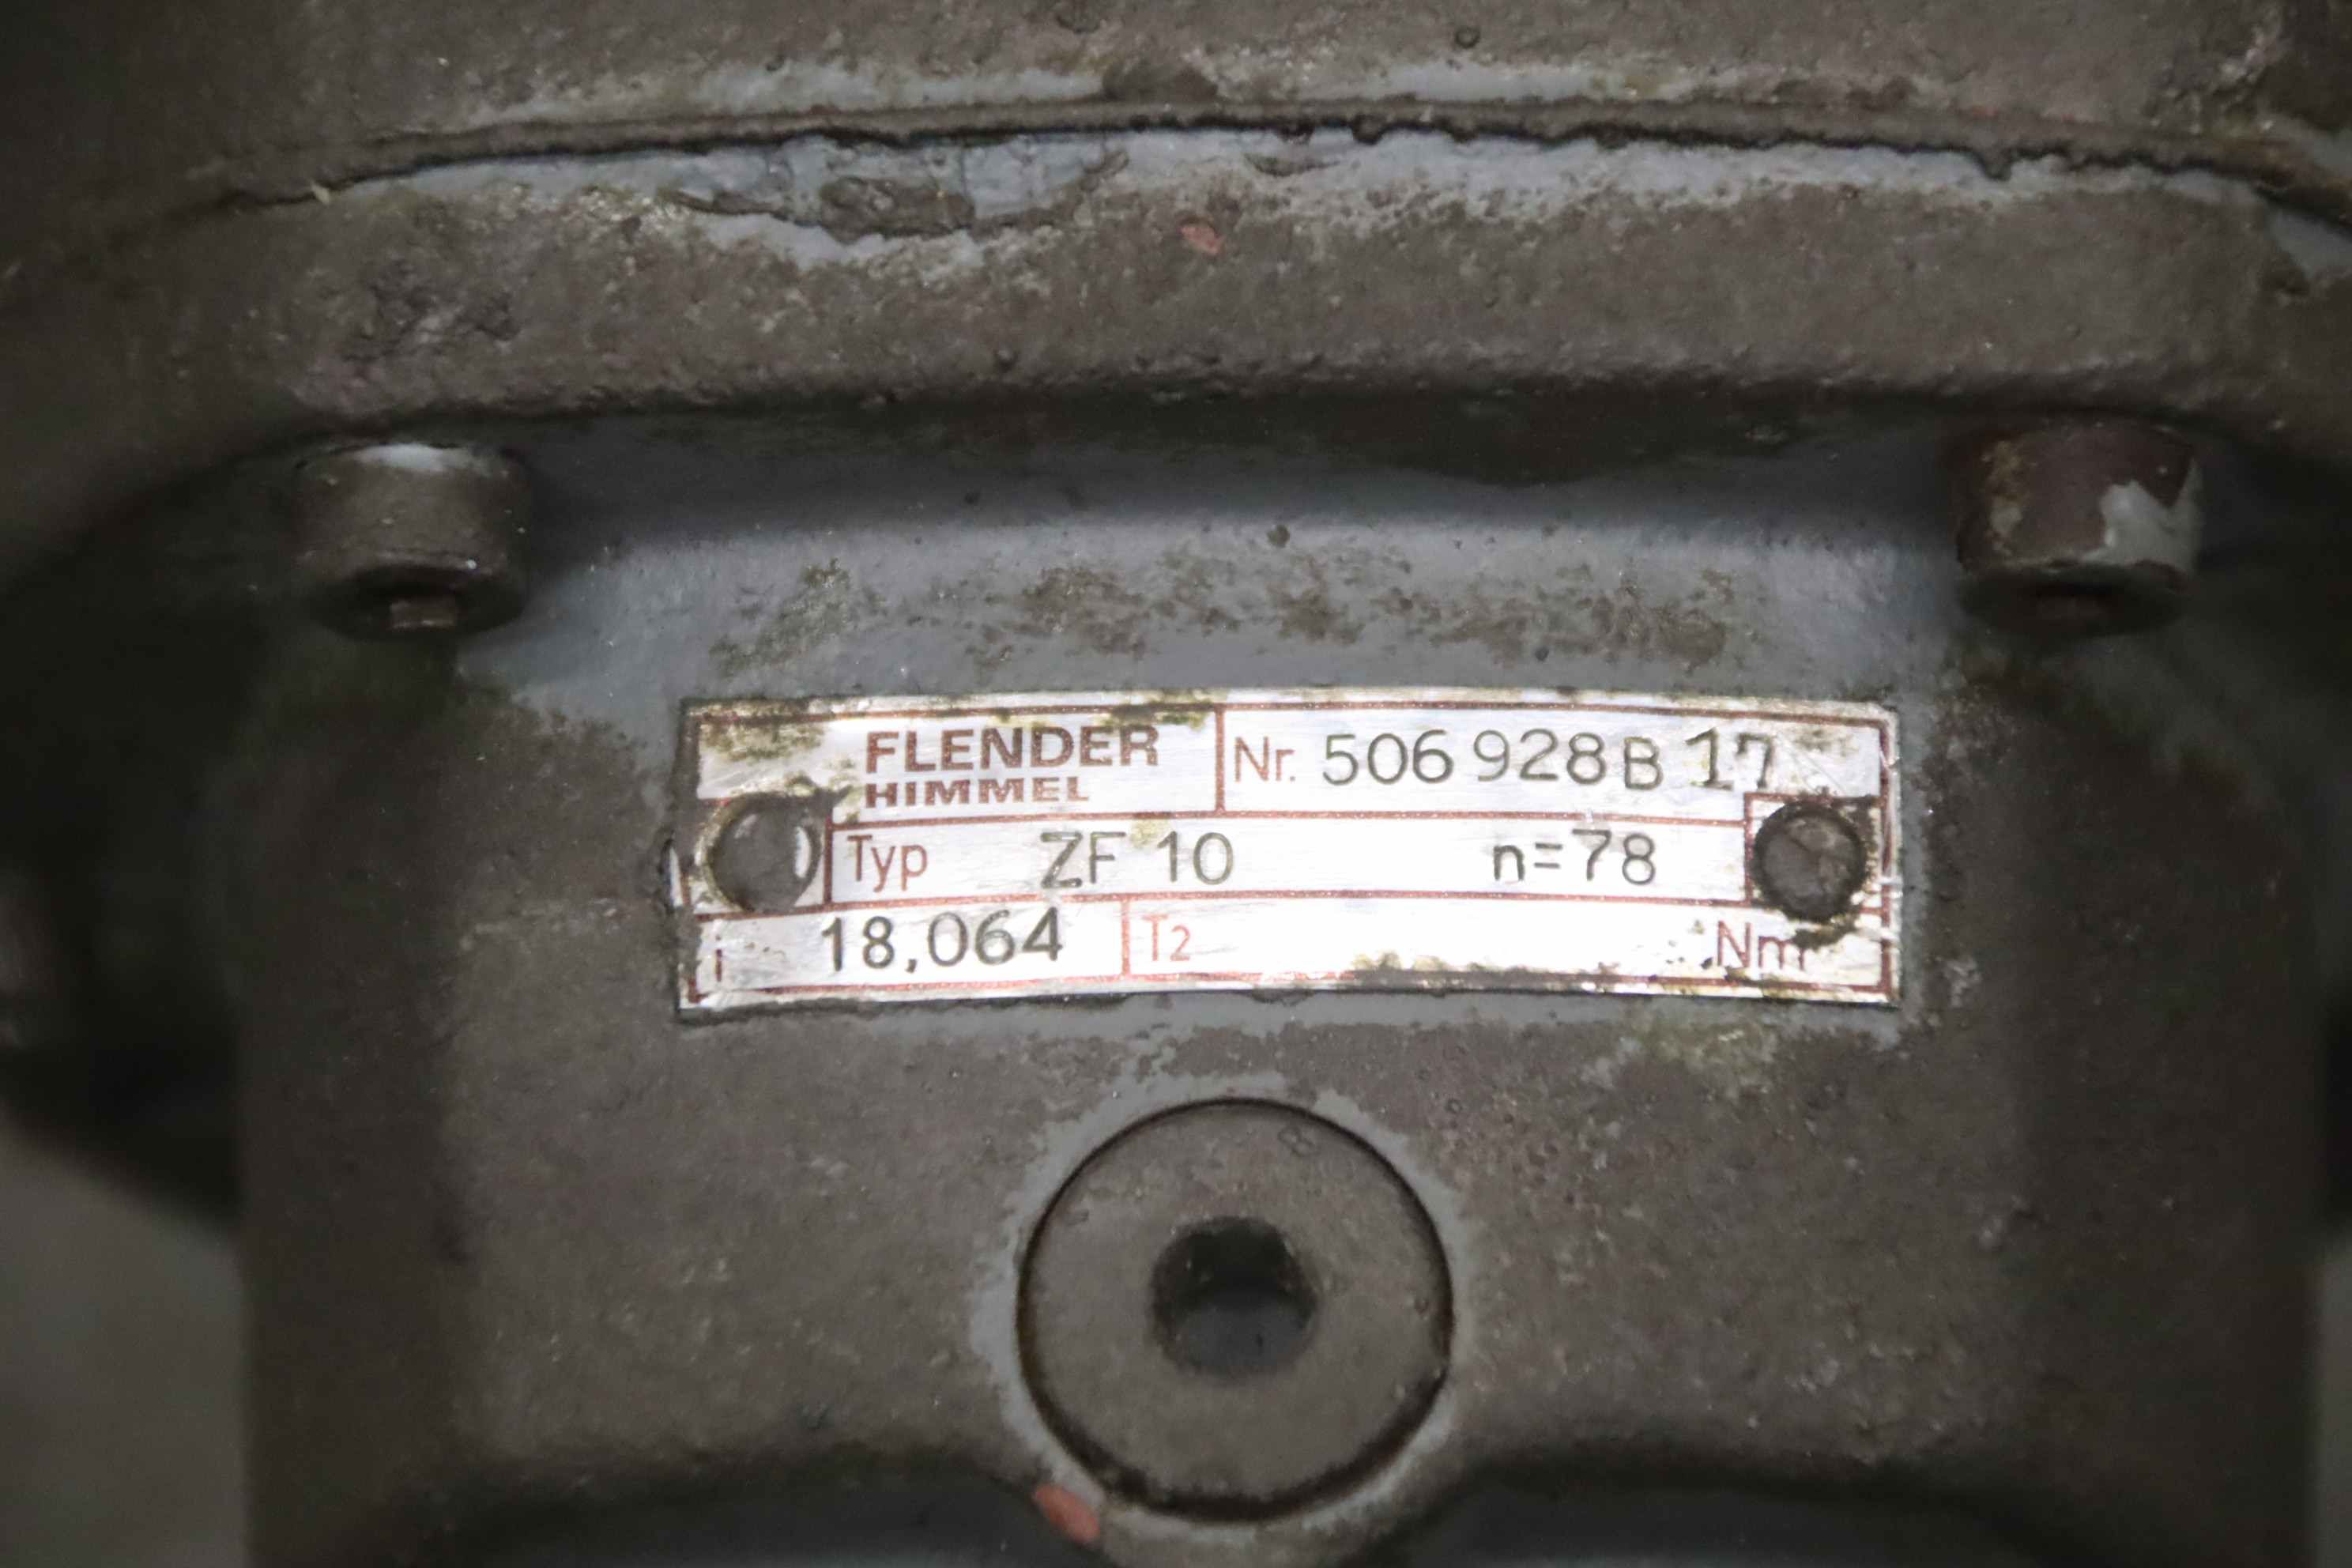 FLENDER
HIMMEL
Nr. 506 928 B 17
Typ ZF 10 n=78
i 18,064 T2 Nm